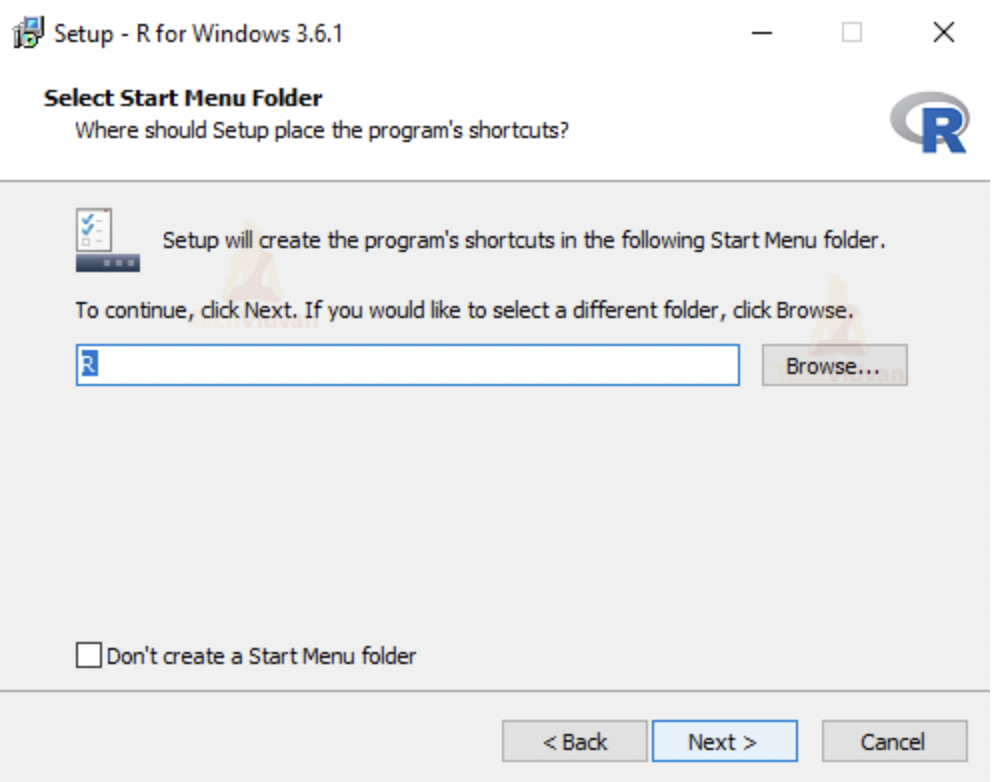 Setup - R for Windows 3.6.1
Select Start Menu Folder
Where should Setup place the program's shortcuts?
R
Setup will create the program's shortcuts in the following Start Menu folder.
To continue, click Next. If you would like to select a different folder, click Browse.
TechVidvan
R
Browse...
TechVidvan
Don't create a Start Menu folder
< Back
Next >
Cancel